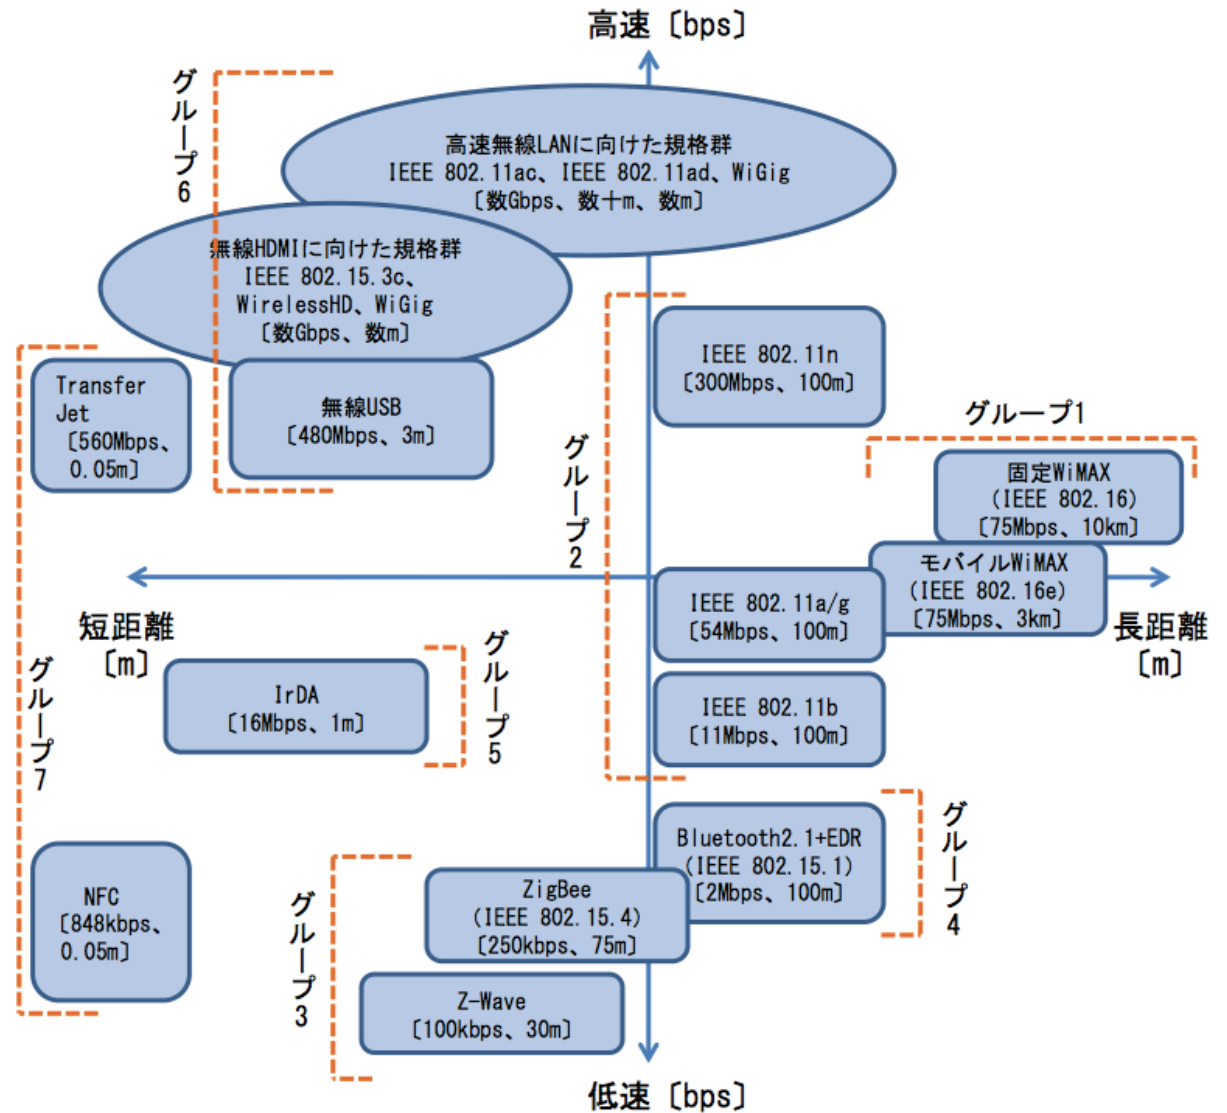 高速〔bps〕
グループ6
高速無線LANに向けた規格群
IEEE 802.11ac、IEEE 802.11ad、WiGig
〔数Gbps、数十m、数m〕
無線HDMIに向けた規格群
IEEE 802.15.3c、
WirelessHD、WiGig
〔数Gbps、数m〕
Transfer
Jet
〔560Mbps、
0.05m〕
無線USB
〔480Mbps、3m〕
グループ2
IEEE 802.11n
〔300Mbps、100m〕
グループ1
固定WiMAX
(IEEE 802.16)
〔75Mbps、10km〕
モバイルWiMAX
(IEEE 802.16e)
〔75Mbps、3km〕
IEEE 802.11a/g
〔54Mbps、100m〕
短距離
〔m〕
長距離
〔m〕
グループ7
IrDA
〔16Mbps、1m〕
グループ5
IEEE 802.11b
〔11Mbps、100m〕
Bluetooth2.1+EDR
(IEEE 802.15.1)
〔2Mbps、100m〕
グループ4
NFC
〔848kbps、
0.05m〕
グループ3
ZigBee
(IEEE 802.15.4)
〔250kbps、75m〕
Z-Wave
〔100kbps、30m〕
低速〔bps〕